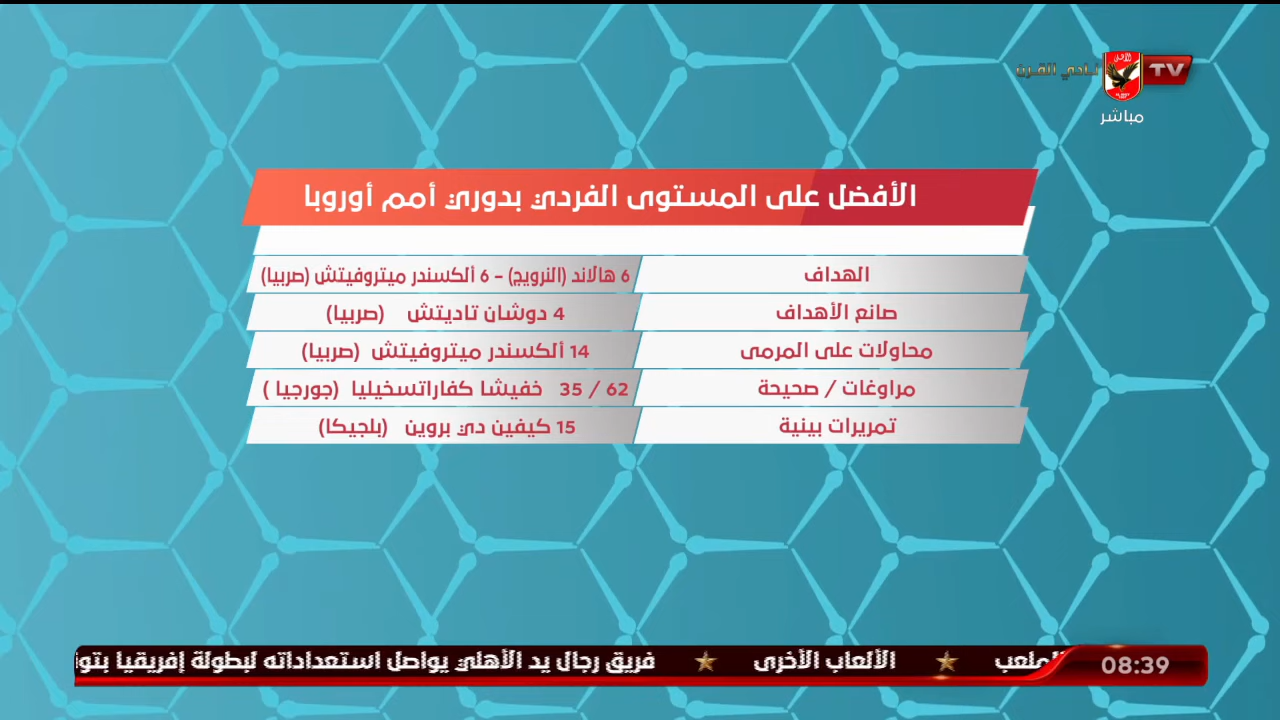 نادي القرن TV
مباشر
الأفضل على المستوى الفردي بدوري أمم أوروبا
الهداف 6 هالاند (النرويج) - 6 ألكسندر ميتروفيتش (صربيا)
صانع الأهداف 4 دوشان تاديتش (صربيا)
محاولات على المرمى 14 ألكسندر ميتروفيتش (صربيا)
مراوغات / صحيحة 62 / 35 خفيشا كفاراتسخيليا (جورجيا )
تمريرات بينية 15 كيفين دي بروين (بلجيكا)
08:39 الألعاب الأخرى فريق رجال يد الأهلي يواصل استعداداته لبطولة إفريقيا